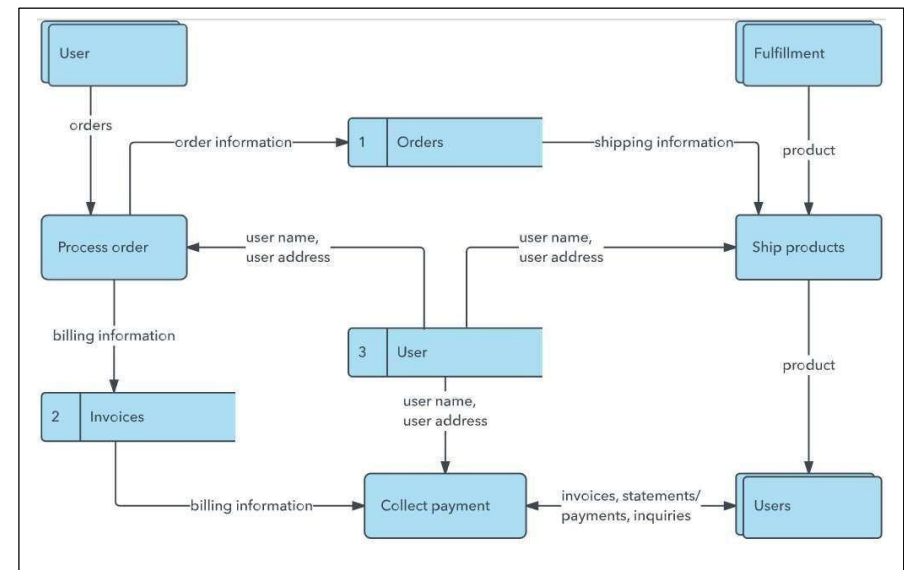 User
Fulfillment
orders
order information
1 Orders
shipping information
product
Process order
user name,
user address
user name,
user address
Ship products
billing information
3 User
product
2 Invoices
user name,
user address
billing information
Collect payment
invoices, statements/
payments, inquiries
Users